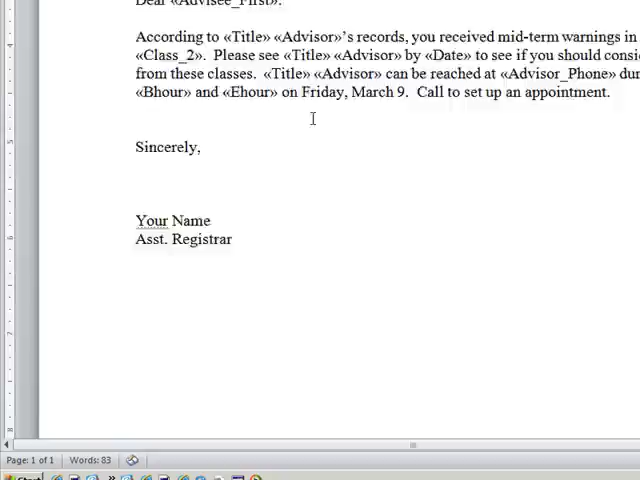 Dear «Advisee_First»:
According to «Title» «Advisor»'s records, you received mid-term warnings in
«Class_2».  Please see «Title» «Advisor» by «Date» to see if you should consi
from these classes.  «Title» «Advisor» can be reached at «Advisor_Phone» dur
«Bhour» and «Ehour» on Friday, March 9.  Call to set up an appointment.
Sincerely,
Your Name
Asst. Registrar
Page: 1 of 1 Words: 83
Start